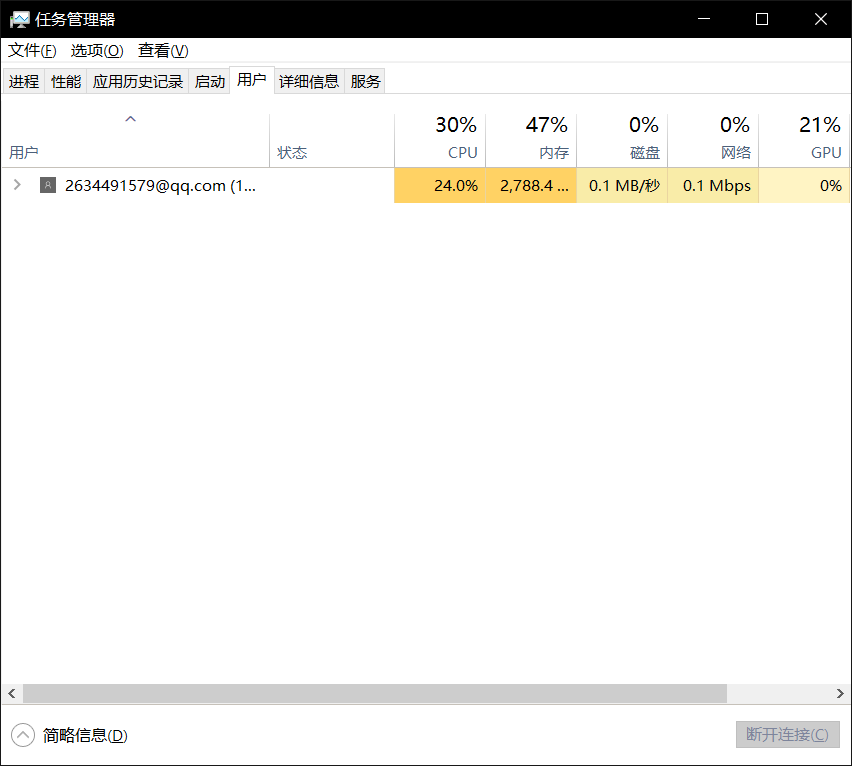 任务管理器
文件(F) 选项(O) 查看(V)
进程 性能 应用历史记录 启动 用户 详细信息 服务
30% 47% 0% 0% 21%
用户 状态 CPU 内存 磁盘 网络 GPU
2634491579@qq.com (1... 24.0% 2,788.4 ... 0.1 MB/秒 0.1 Mbps 0%
简略信息(D) 断开连接(C)